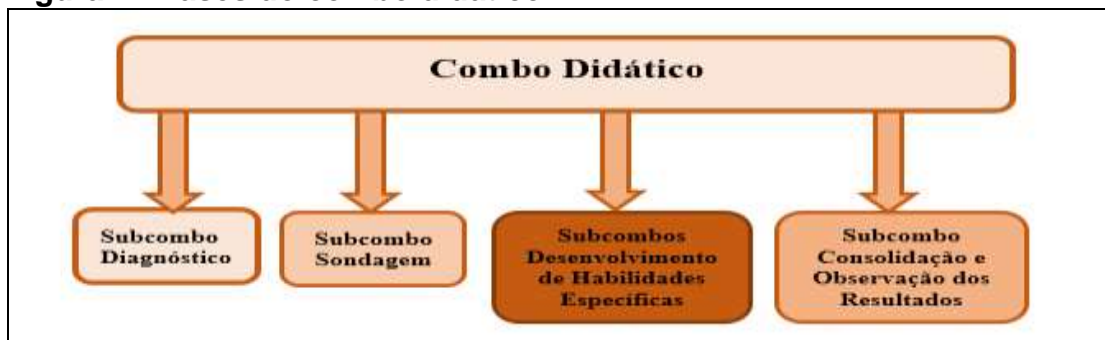 Combo Didático
Subcombo
Diagnóstico
Subcombo
Sondagem
Subcombos
Desenvolvimento
de Habilidades
Específicas
Subcombo
Consolidação e
Observação dos
Resultados